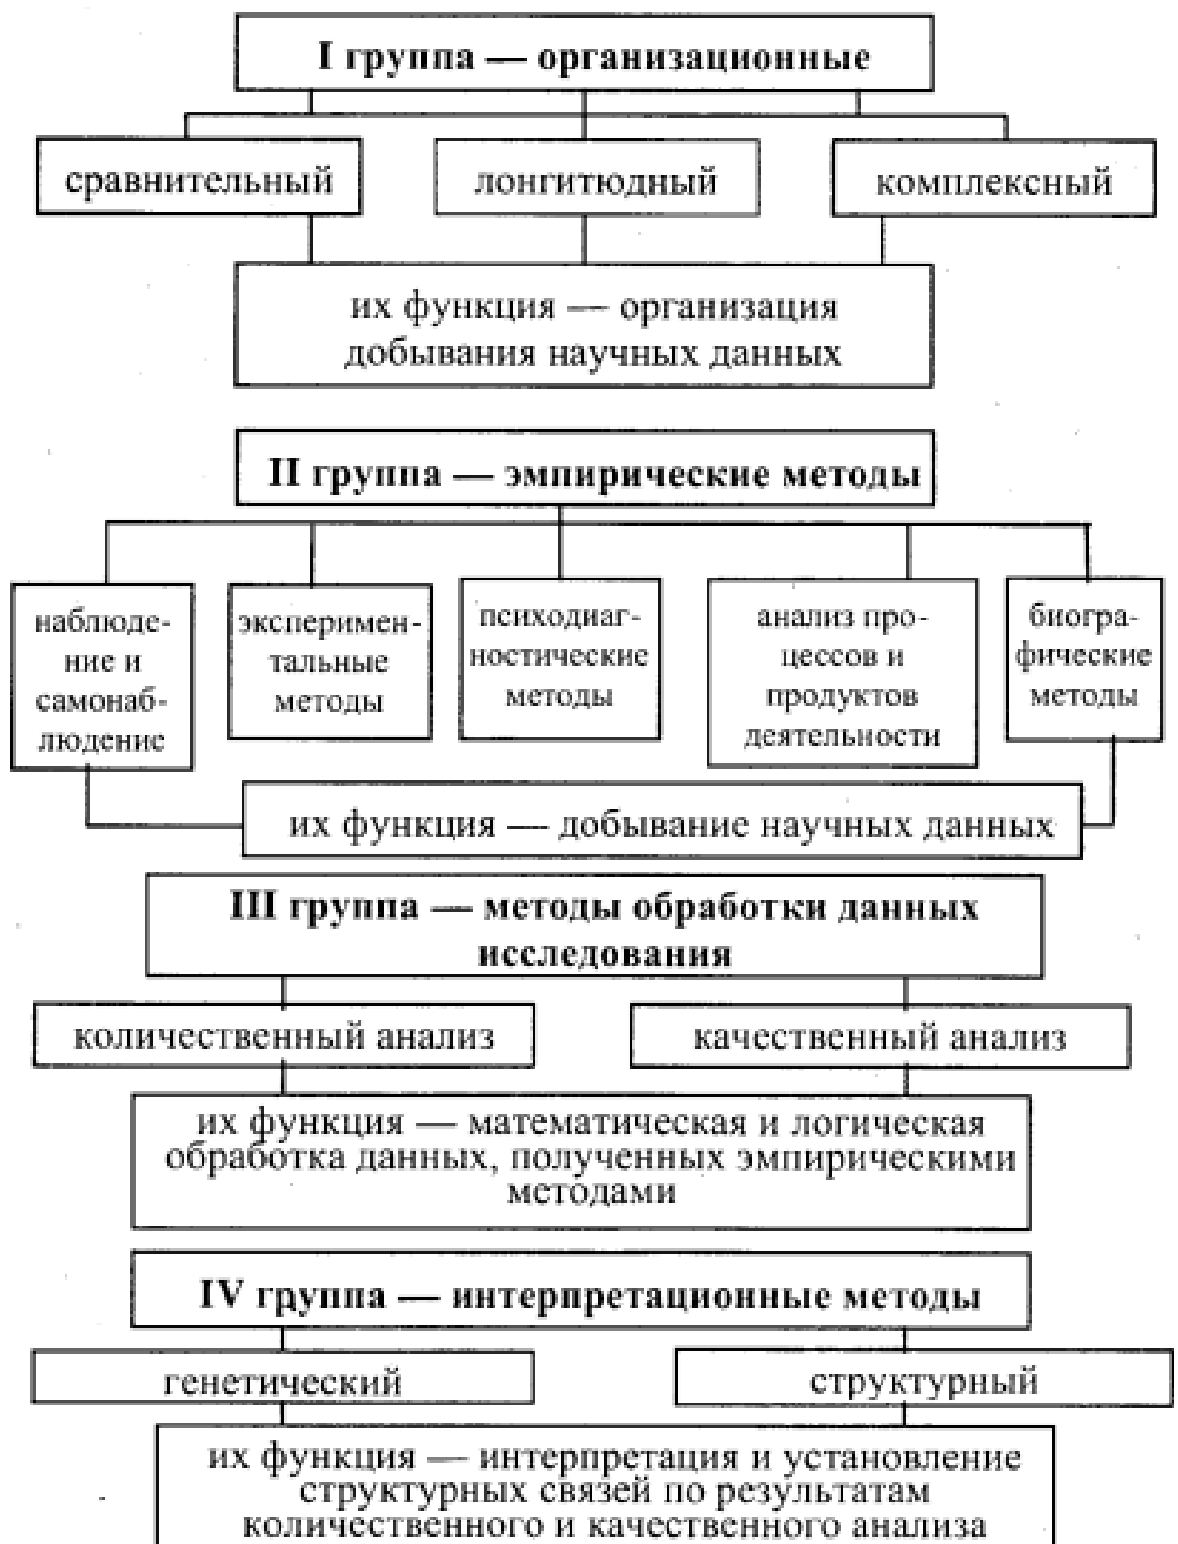 I группа — организационные
сравнительный
лонгитюдный
комплексный
их функция — организация
добывания научных данных
II группа — эмпирические методы
наблюде-
ние и
самонаб-
людение
эксперимен-
тальные
методы
психодиаг-
ностические
методы
анализ про-
цессов и
продуктов
деятельности
биогра-
фические
методы
их функция — добывание научных данных
III группа — методы обработки данных
исследования
количественный анализ
качественный анализ
их функция — математическая и логическая
обработка данных, полученных эмпирическими
методами
IV группа — интерпретационные методы
генетический
структурный
их функция — интерпретация и установление
структурных связей по результатам
количественного и качественного анализа